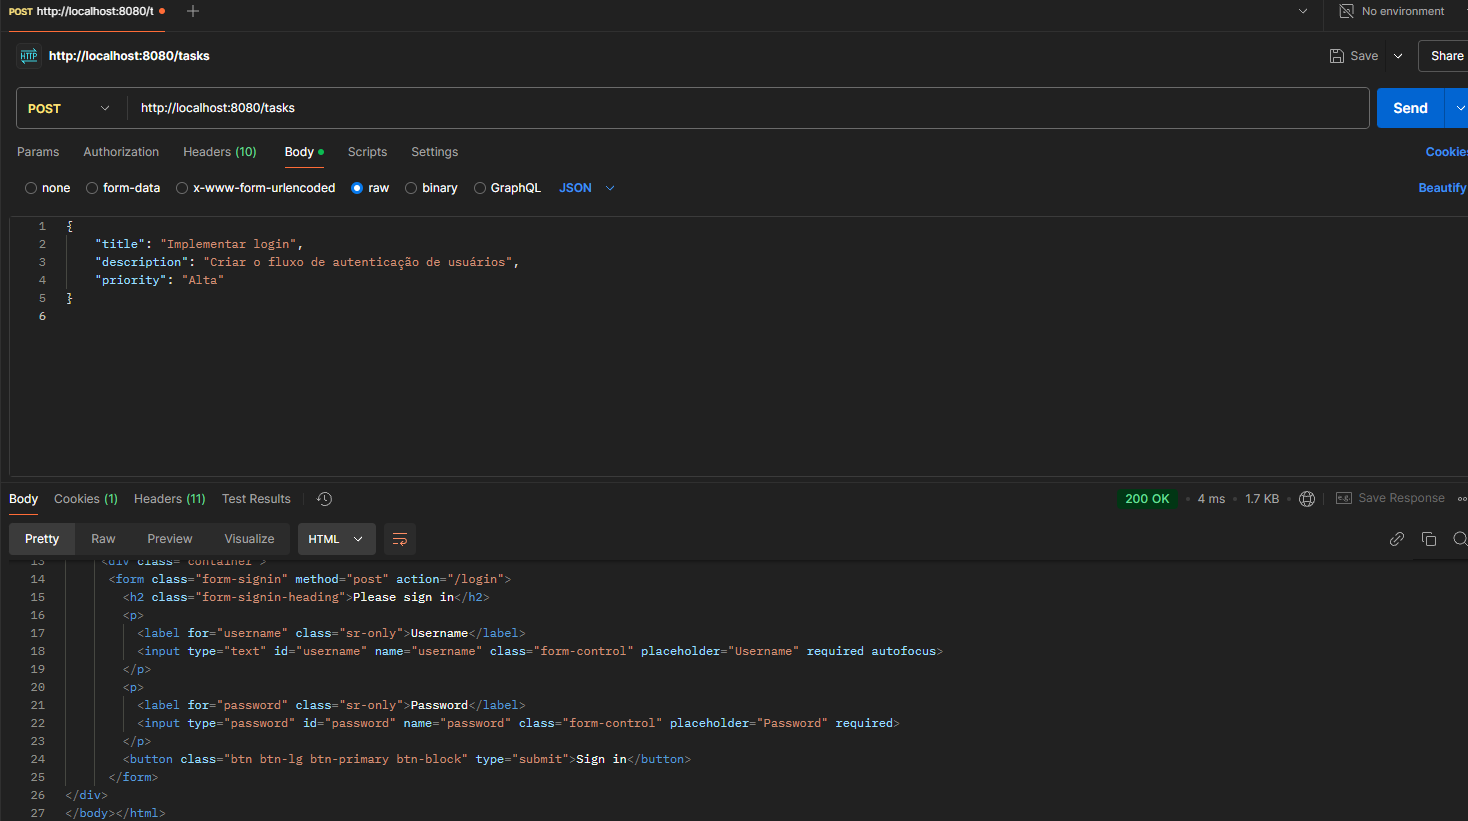 POST http://localhost:8080/t
No environment
HTTP http://localhost:8080/tasks
Save
Share
POST http://localhost:8080/tasks
Send
Params Authorization Headers (10) Body Scripts Settings
Cookies
none form-data x-www-form-urlencoded raw binary GraphQL JSON
Beautify
1 {
2 "title": "Implementar login",
3 "description": "Criar o fluxo de autenticação de usuários",
4 "priority": "Alta"
5 }
6
Body Cookies (1) Headers (11) Test Results
200 OK 4 ms 1.7 KB e.g. Save Response
Pretty Raw Preview Visualize HTML
13 <div class="container">
14 <form class="form-signin" method="post" action="/login">
15 <h2 class="form-signin-heading">Please sign in</h2>
16 <p>
17 <label for="username" class="sr-only">Username</label>
18 <input type="text" id="username" name="username" class="form-control" placeholder="Username" required autofocus>
19 </p>
20 <p>
21 <label for="password" class="sr-only">Password</label>
22 <input type="password" id="password" name="password" class="form-control" placeholder="Password" required>
23 </p>
24 <button class="btn btn-lg btn-primary btn-block" type="submit">Sign in</button>
25 </form>
26 </div>
27 </body></html>